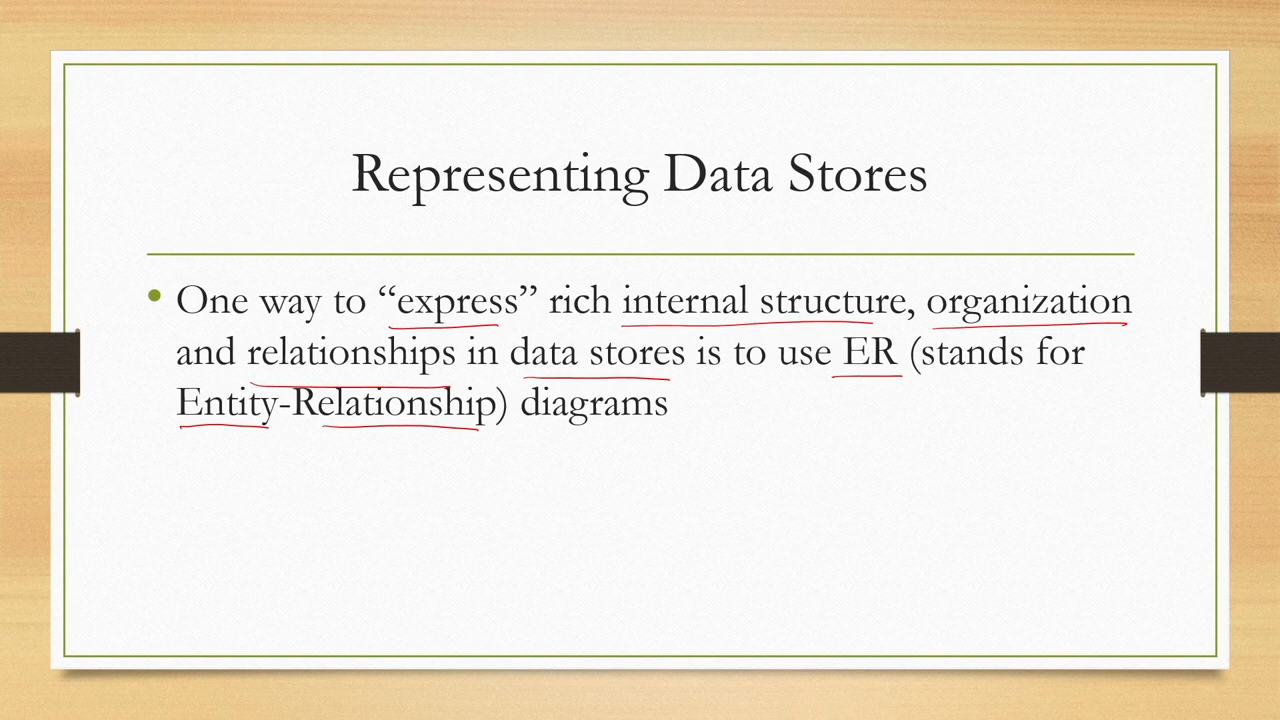 Representing Data Stores
• One way to “express” rich internal structure, organization
and relationships in data stores is to use ER (stands for
Entity-Relationship) diagrams